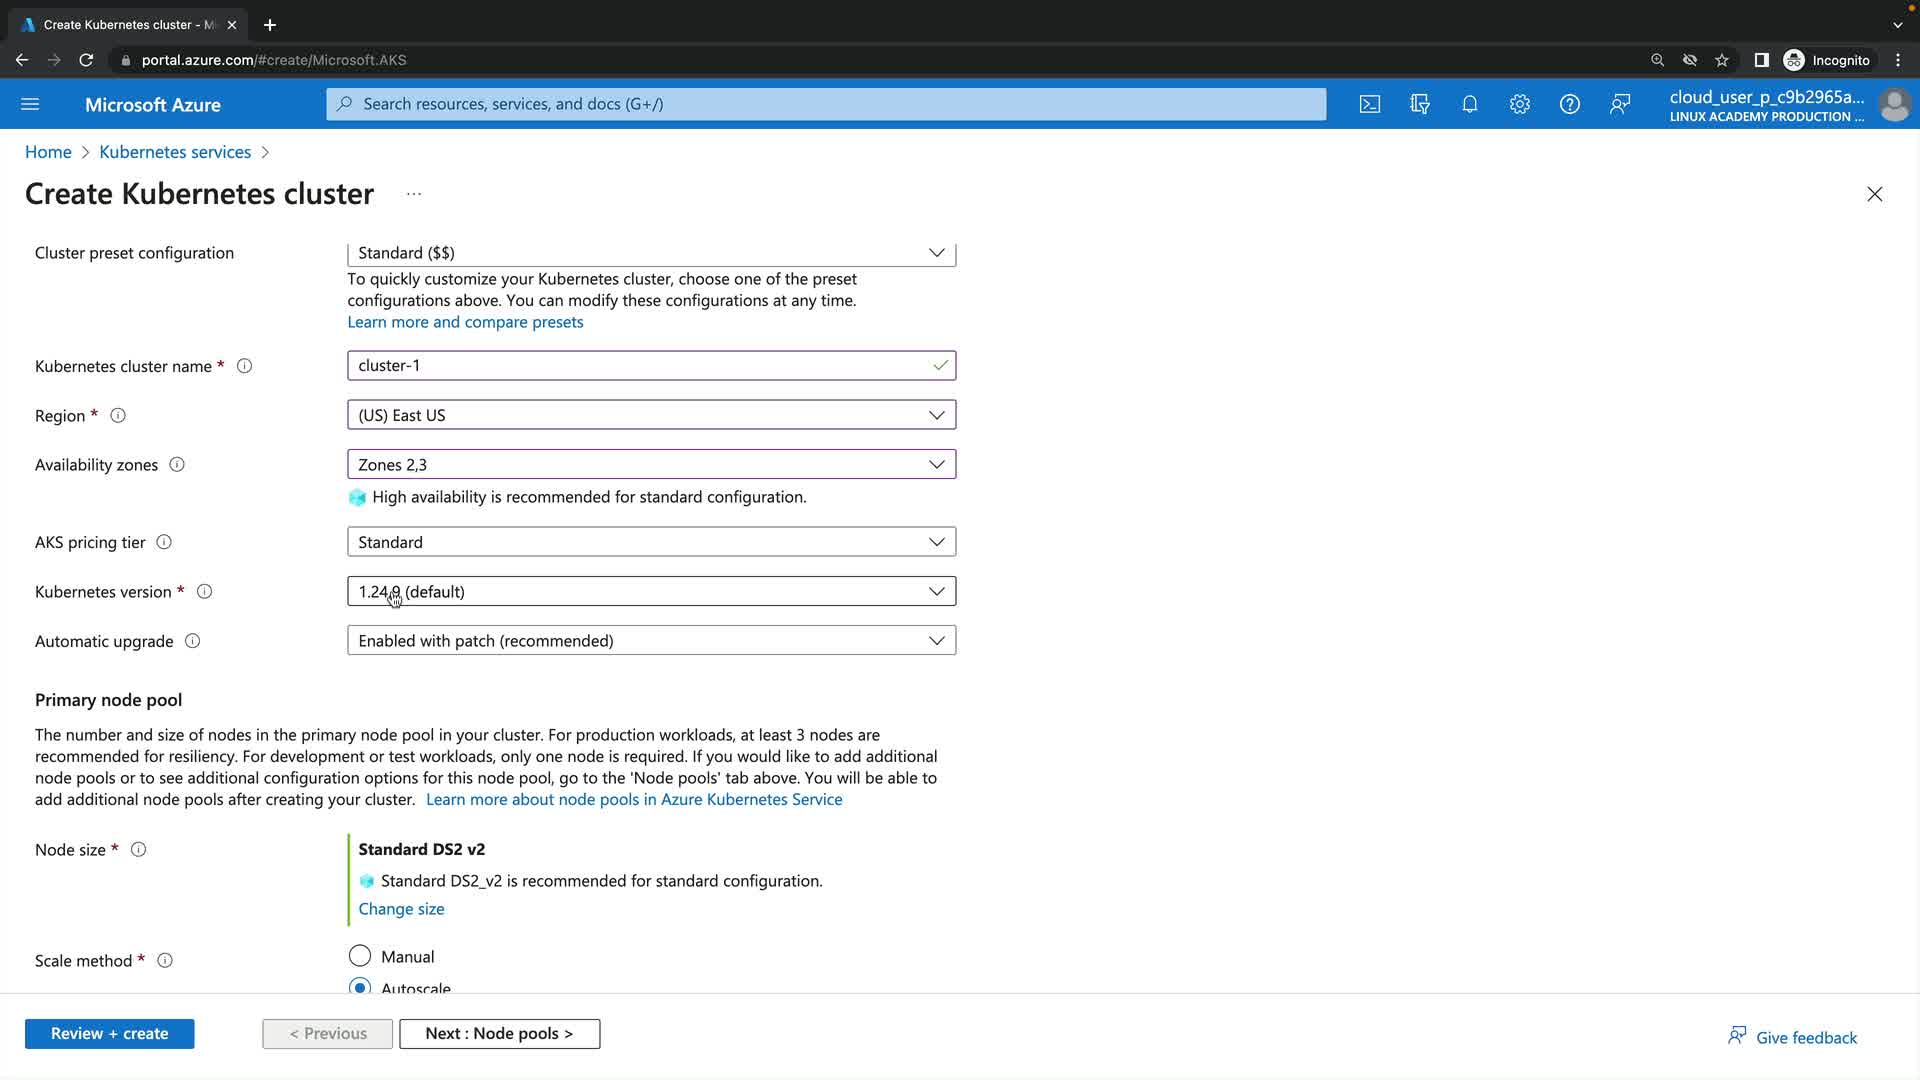 Create Kubernetes cluster - Mi
portal.azure.com/#create/Microsoft.AKS
Incognito
Microsoft Azure
Search resources, services, and docs (G+/)
cloud_user_p_c9b2965a...
LINUX ACADEMY PRODUCTION ...
Home > Kubernetes services >
Create Kubernetes cluster ...
Cluster preset configuration
Standard ($$)
To quickly customize your Kubernetes cluster, choose one of the preset
configurations above. You can modify these configurations at any time.
Learn more and compare presets
Kubernetes cluster name *
cluster-1
Region *
(US) East US
Availability zones
Zones 2,3
High availability is recommended for standard configuration.
AKS pricing tier
Standard
Kubernetes version *
1.24.9 (default)
Automatic upgrade
Enabled with patch (recommended)
Primary node pool
The number and size of nodes in the primary node pool in your cluster. For production workloads, at least 3 nodes are
recommended for resiliency. For development or test workloads, only one node is required. If you would like to add additional
node pools or to see additional configuration options for this node pool, go to the 'Node pools' tab above. You will be able to
add additional node pools after creating your cluster. Learn more about node pools in Azure Kubernetes Service
Node size *
Standard DS2 v2
Standard DS2_v2 is recommended for standard configuration.
Change size
Scale method *
Manual
Autoscale
Review + create
< Previous
Next : Node pools >
Give feedback